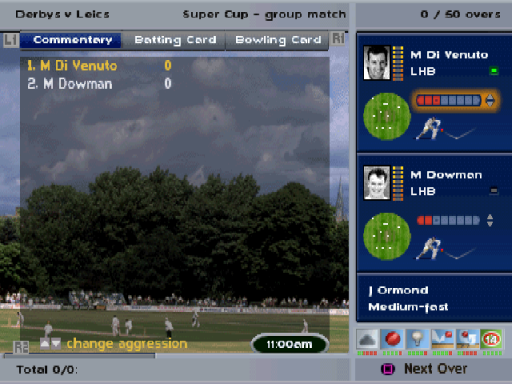 Derbys v Leics Super Cup - group match 0 / 50 overs
L1 Commentary Batting Card Bowling Card R1
1. M Di Venuto 0
2. M Dowman 0
M Di Venuto
LHB
M Dowman
LHB
J Ormond
Medium-fast
14
R2 change aggression 11:00am
Total 0/0: Next Over